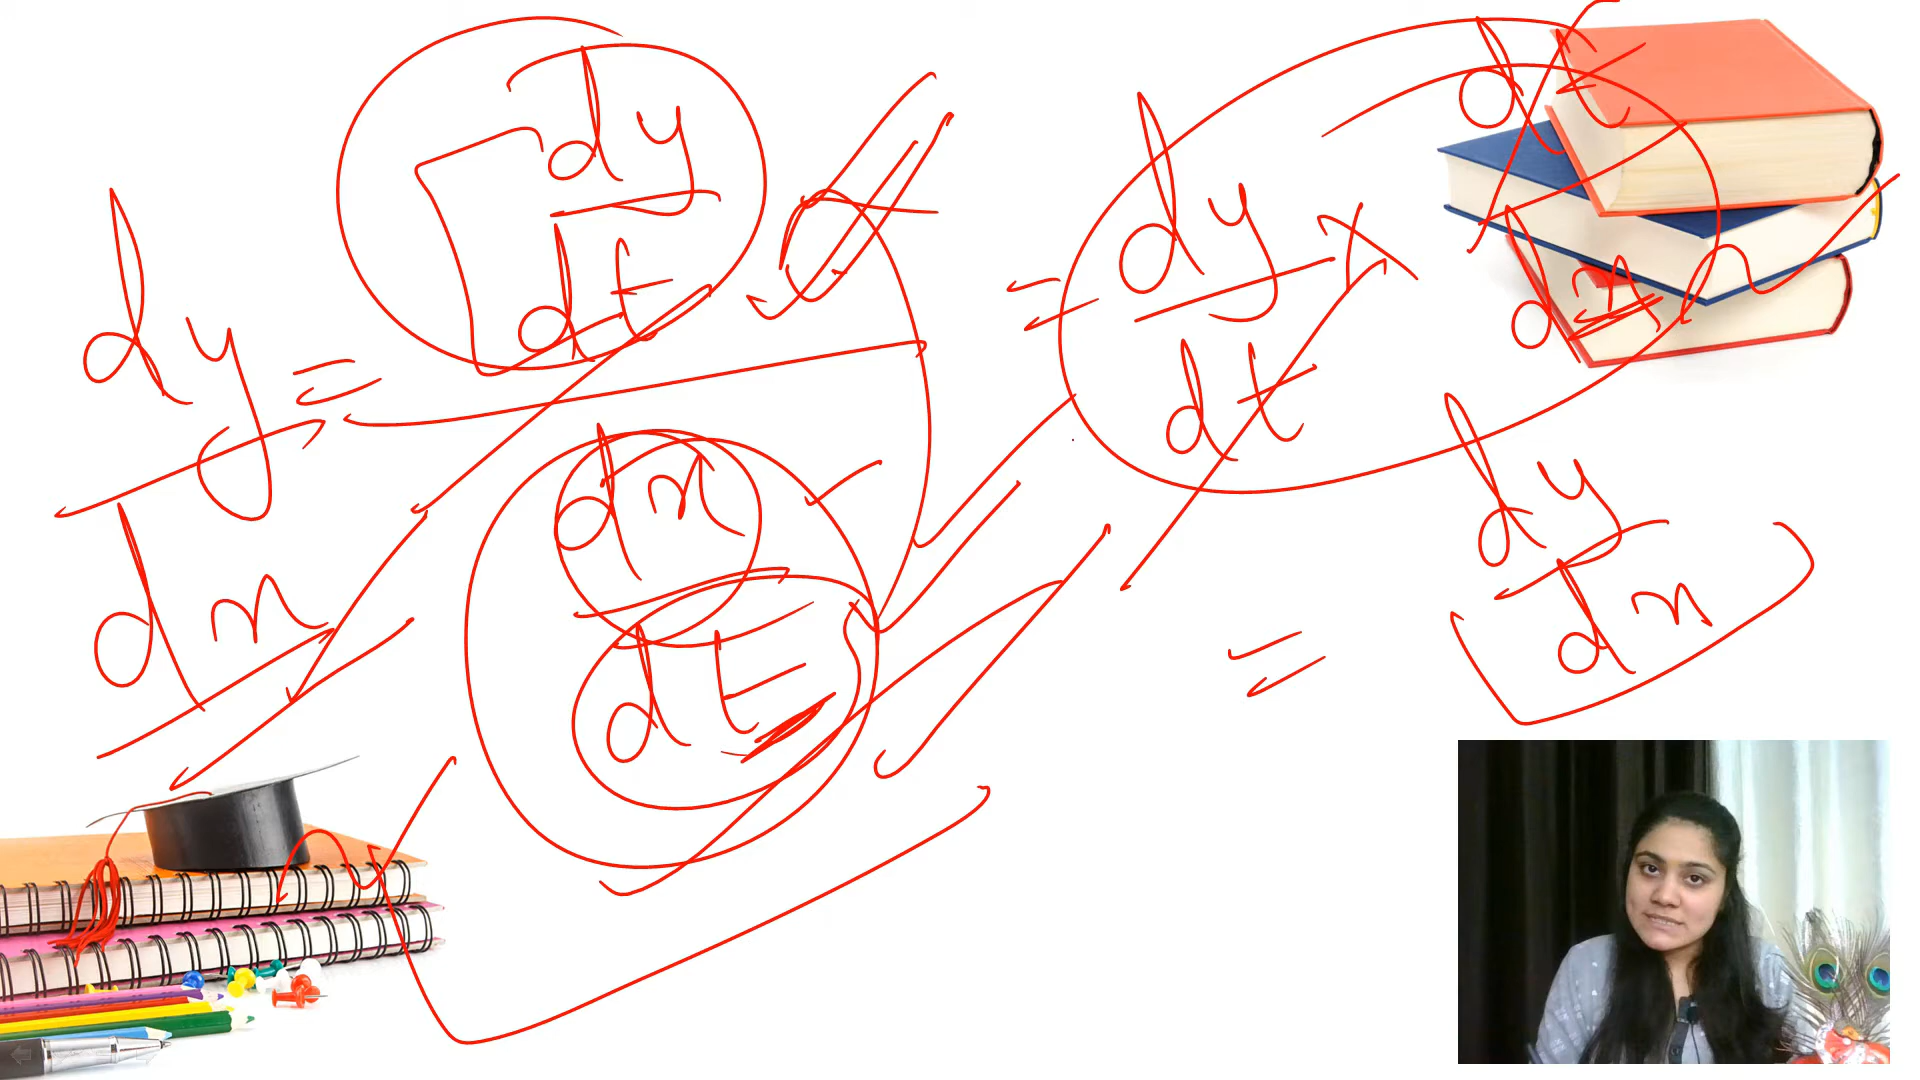 dy/dx = (dy/dt)/(dx/dt) = dy/dt × dt/dx
= dy/dx